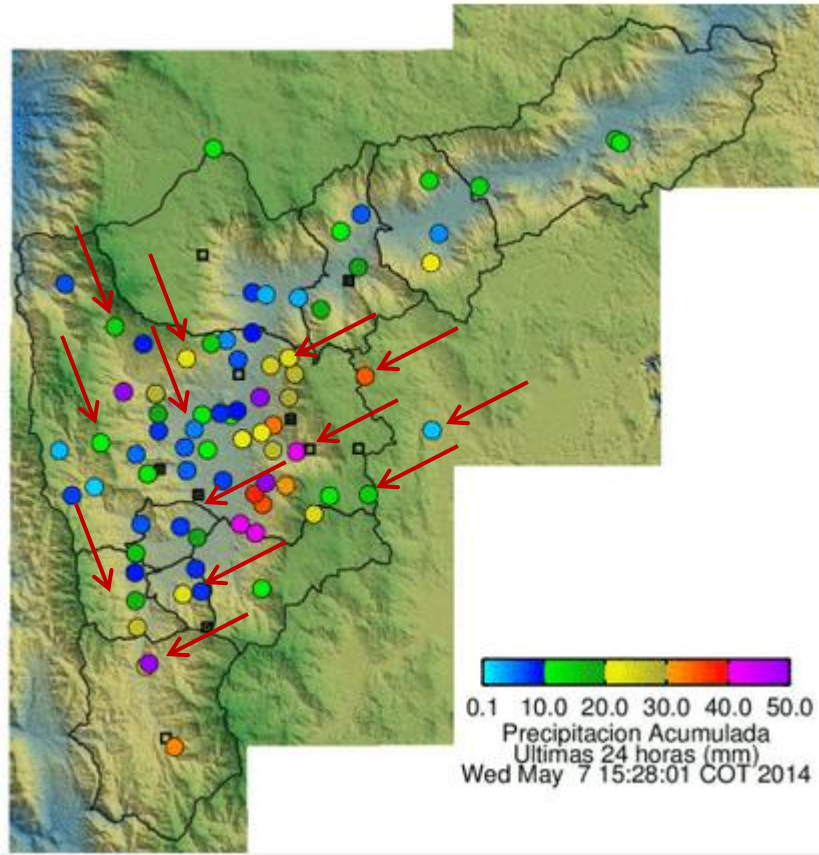 0.1 10.0 20.0 30.0 40.0 50.0
Precipitacion Acumulada
Ultimas 24 horas (mm)
Wed May 7 15:28:01 COT 2014